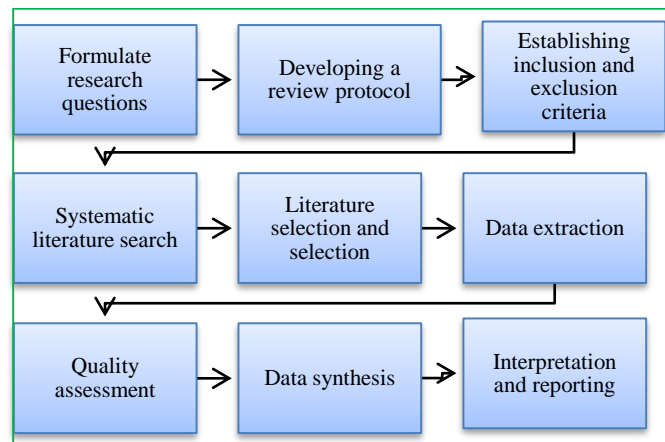 Formulate
research
questions
Developing a
review protocol
Establishing
inclusion and
exclusion
criteria
Systematic
literature search
Literature
selection and
selection
Data extraction
Quality
assessment
Data synthesis
Interpretation
and reporting